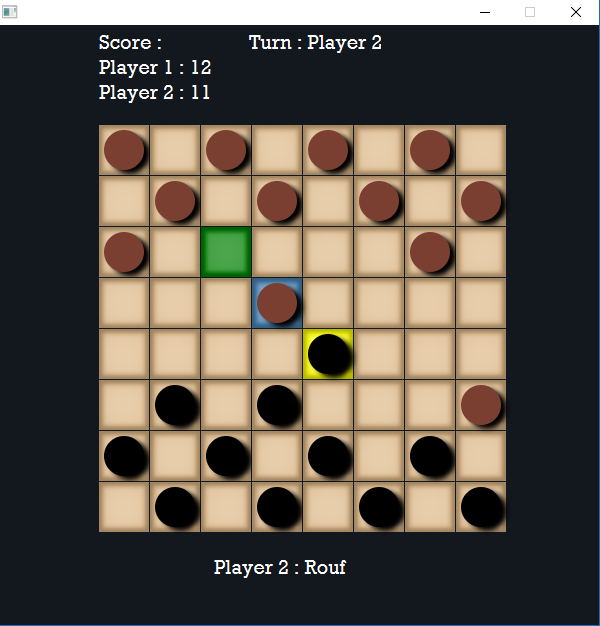 Score : Turn : Player 2
Player 1 : 12
Player 2 : 11
Player 2 : Rouf